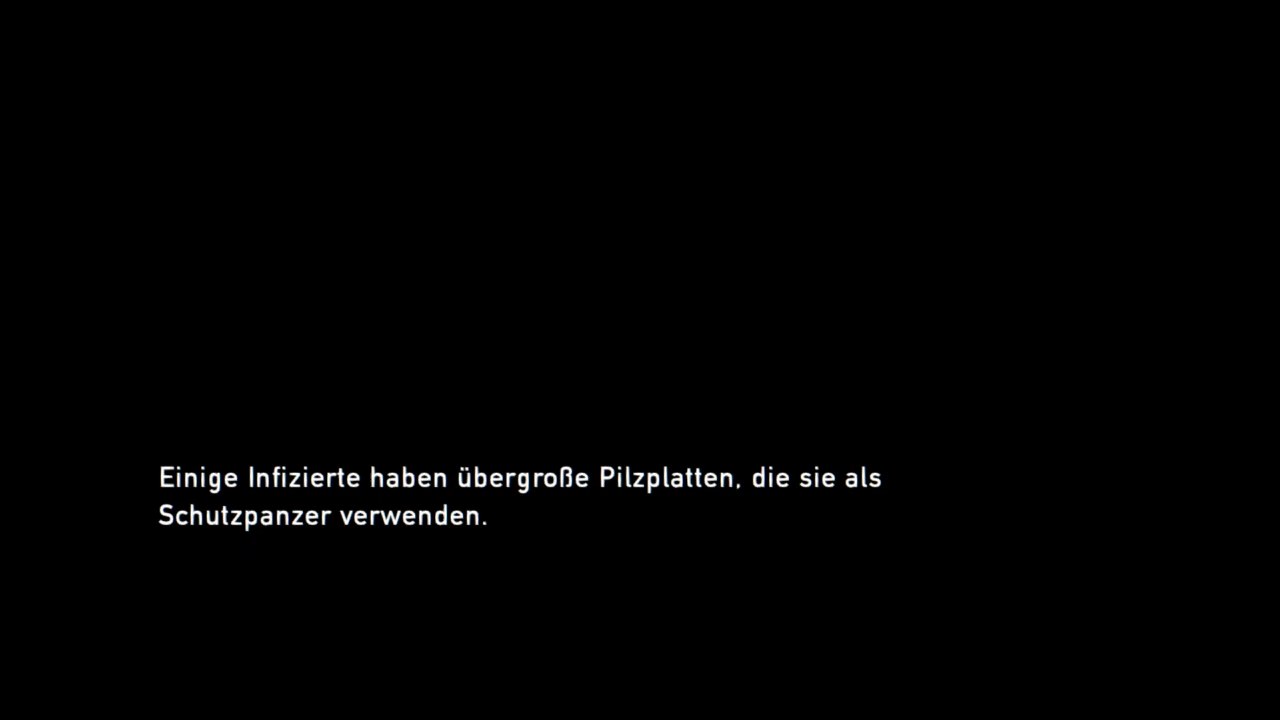 Einige Infizierte haben übergroße Pilzplatten, die sie als
Schutzpanzer verwenden.